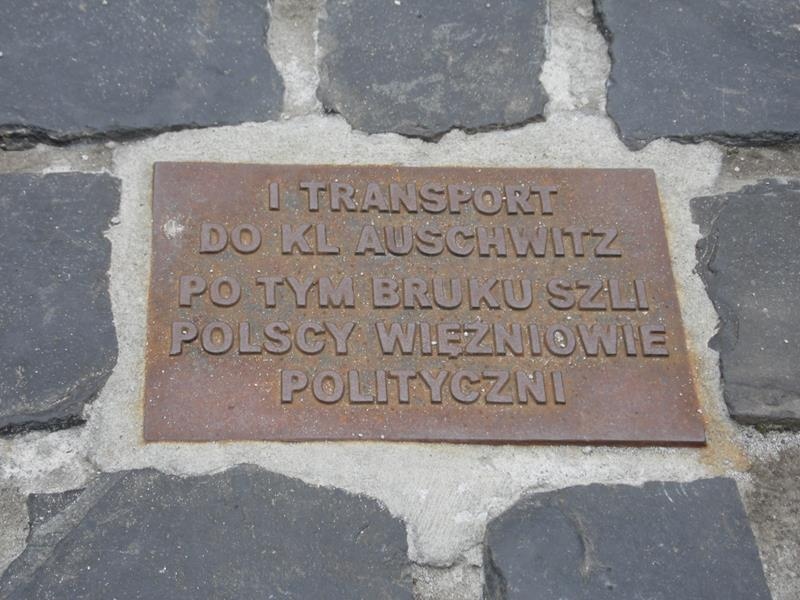 I TRANSPORT
DO KL AUSCHWITZ
PO TYM BRUKU SZLI
POLSCY WIĘŹNIOWIE
POLITYCZNI